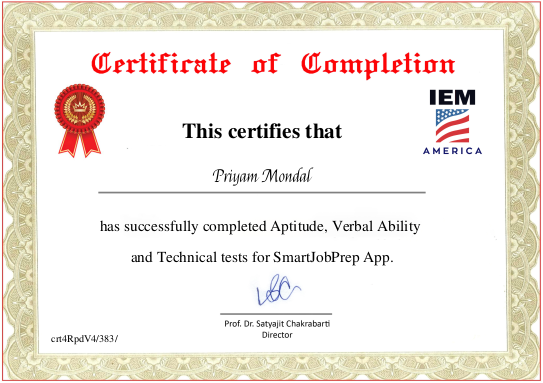 Certificate of Completion
IEM
AMERICA
This certifies that
Priyam Mondal
has successfully completed Aptitude, Verbal Ability
and Technical tests for SmartJobPrep App.
Prof. Dr. Satyajit Chakrabarti
Director
crt4RpdV4/383/